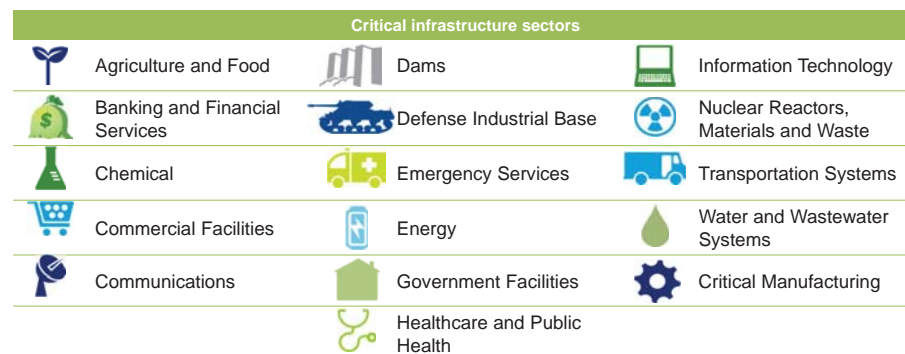 Critical infrastructure sectors
Agriculture and Food
Dams
Information Technology
Banking and Financial
Services
$
Defense Industrial Base
Nuclear Reactors,
Materials and Waste
Chemical
Emergency Services
Transportation Systems
Commercial Facilities
Energy
Water and Wastewater
Systems
Communications
Government Facilities
Critical Manufacturing
Healthcare and Public
Health